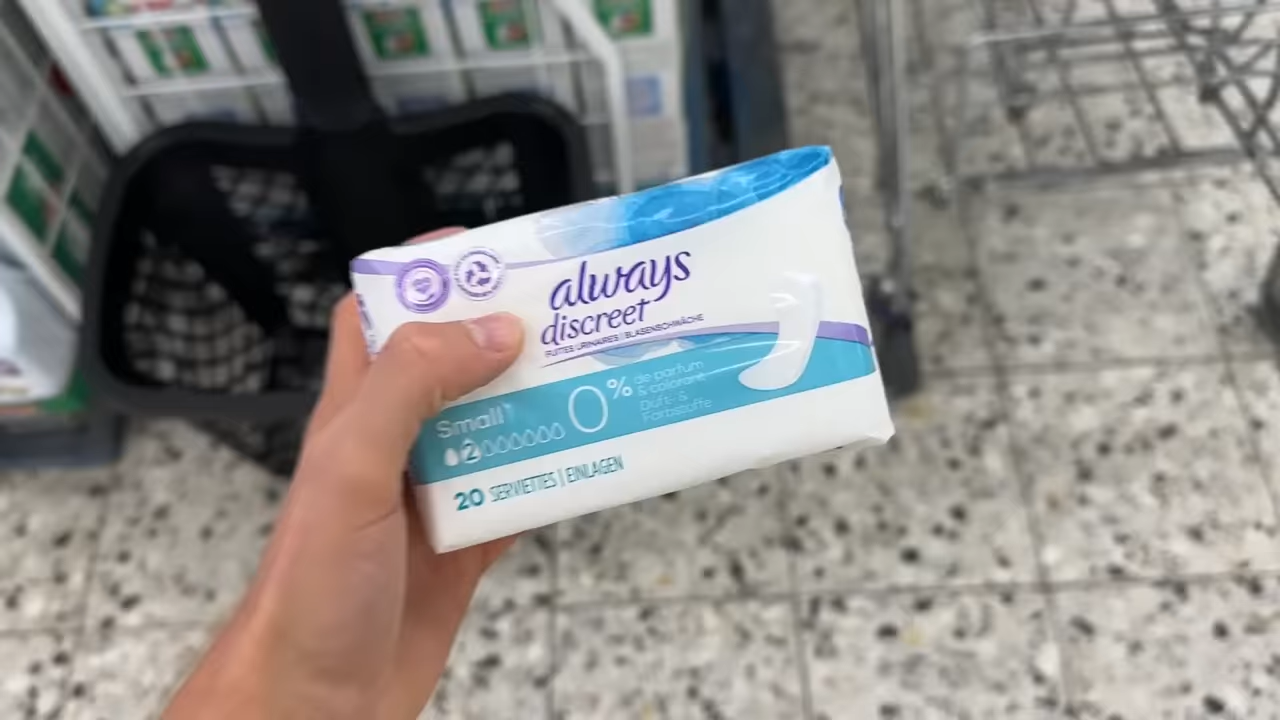 always
discreet
FUITES URINAIRES | BLASENSCHWÄCHE
Small
2
0%
de parfum
& colorant
Duft- &
Farbstoffe
20 SERVIETTES | EINLAGEN